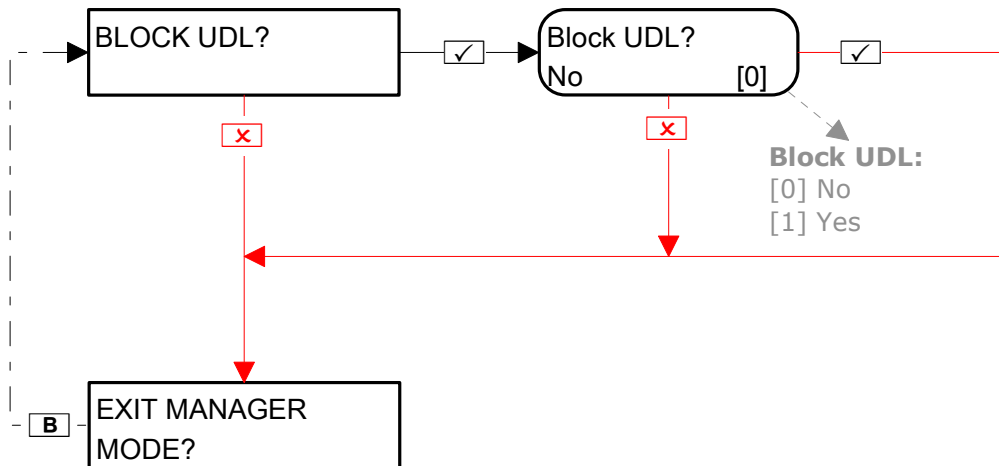 BLOCK UDL?
Block UDL?
No [0]
Block UDL:
[0] No
[1] Yes
EXIT MANAGER
MODE?
B